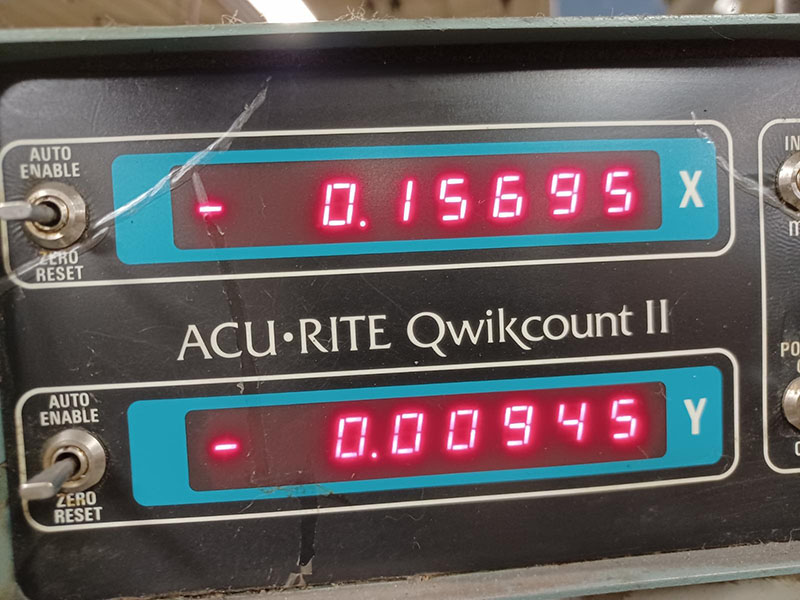 AUTO
ENABLE
- 0.15695 X
ZERO
RESET
ACU•RITE Qwikcount II
AUTO
ENABLE
- 0.00945 Y
ZERO
RESET